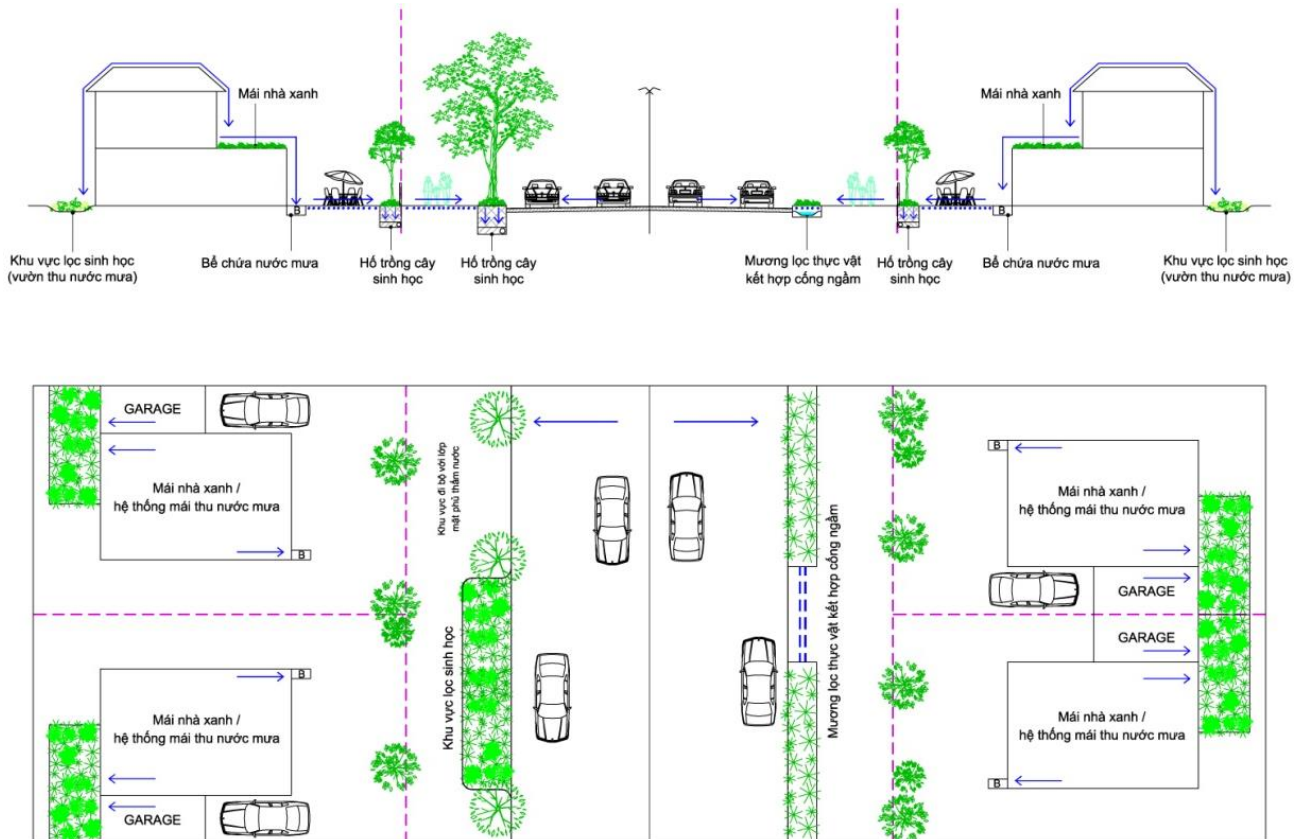 Mái nhà xanh
Mái nhà xanh
B
B
Khu vực lọc sinh học
(vườn thu nước mưa)
Bể chứa nước mưa
Hố trồng cây
sinh học
Hố trồng cây
sinh học
Mương lọc thực vật
kết hợp cống ngầm
Hố trồng cây
sinh học
Bể chứa nước mưa
Khu vực lọc sinh học
(vườn thu nước mưa)
GARAGE
Mái nhà xanh /
hệ thống mái thu nước mưa
B
Khu vực đi bộ với lớp
mặt phủ thấm nước
Khu vực lọc sinh học
Mái nhà xanh /
hệ thống mái thu nước mưa
B
GARAGE
Mương lọc thực vật kết hợp cống ngầm
B
Mái nhà xanh /
hệ thống mái thu nước mưa
GARAGE
GARAGE
Mái nhà xanh /
hệ thống mái thu nước mưa
B